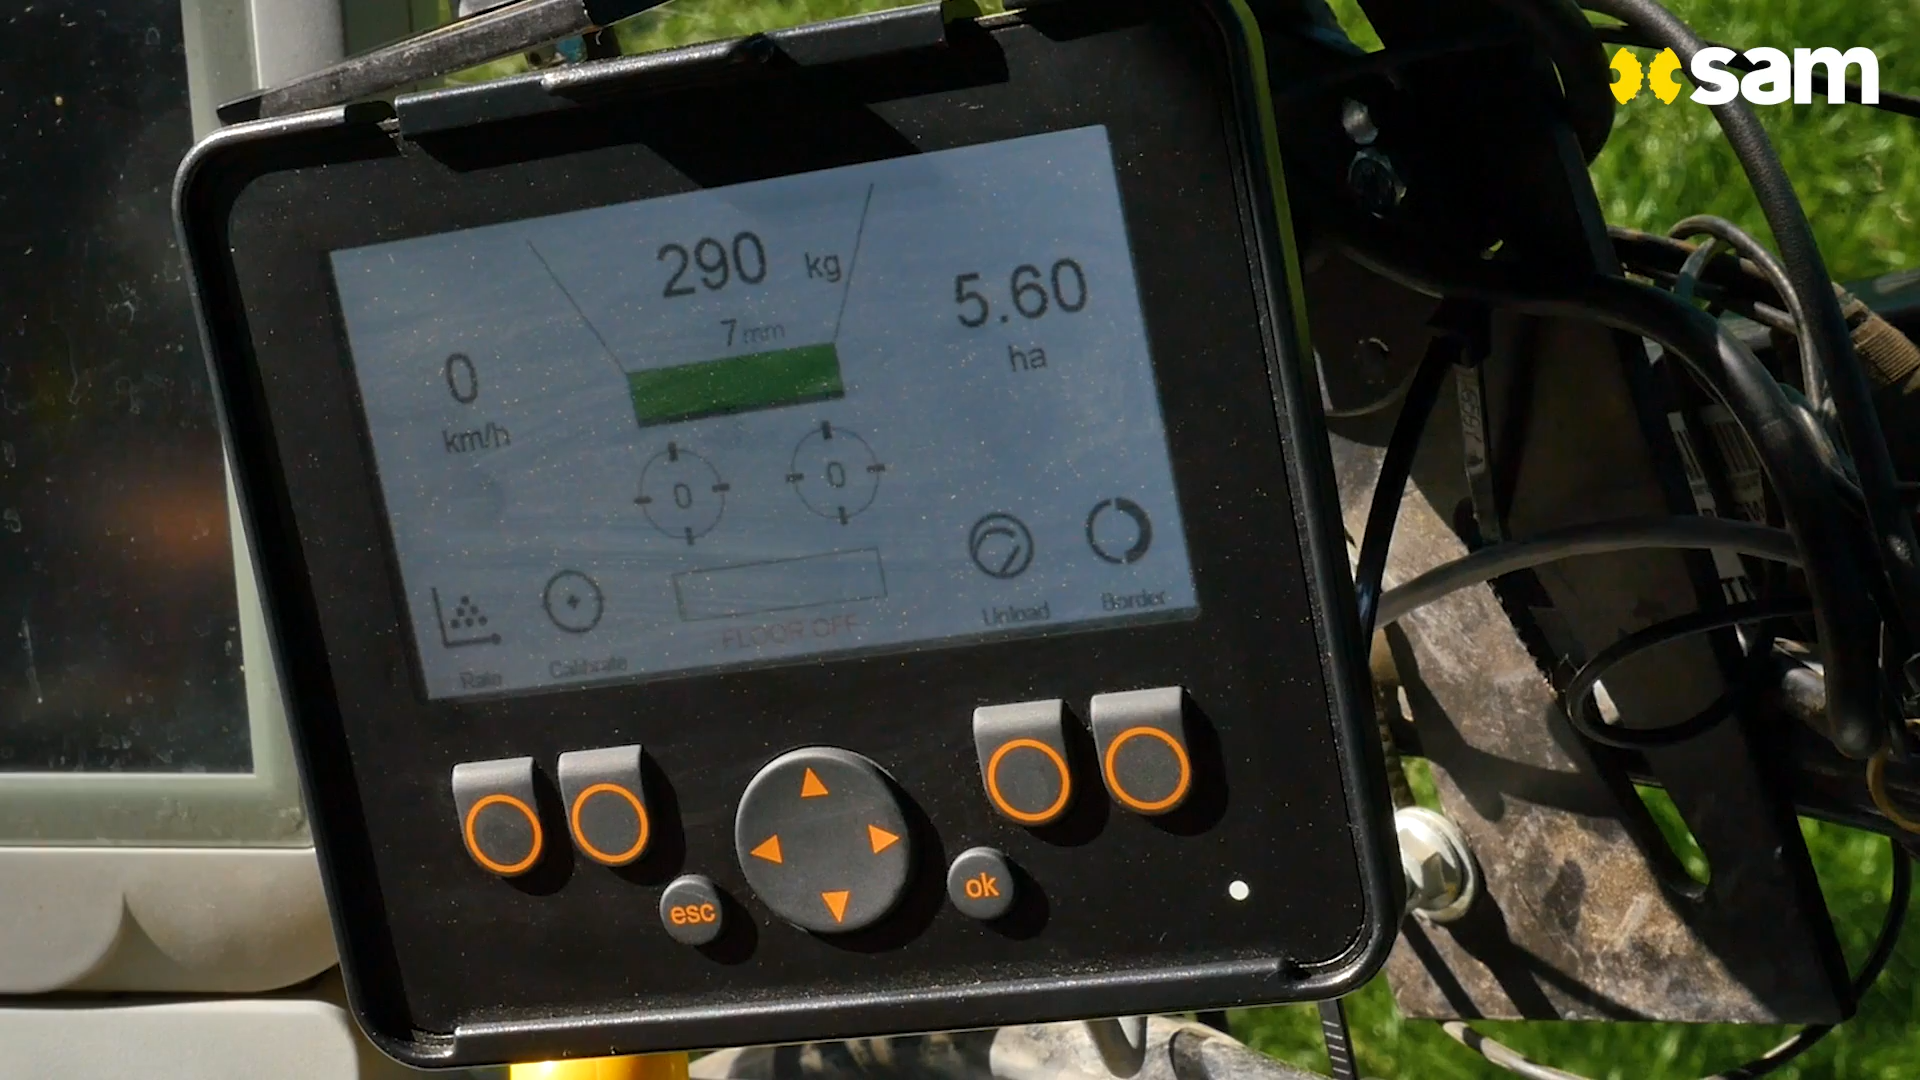 sam
290 kg
7 mm
5.60
ha
0
km/h
0
0
Rate
Calibrate
FLOOR OFF
Unload
Border
esc
ok